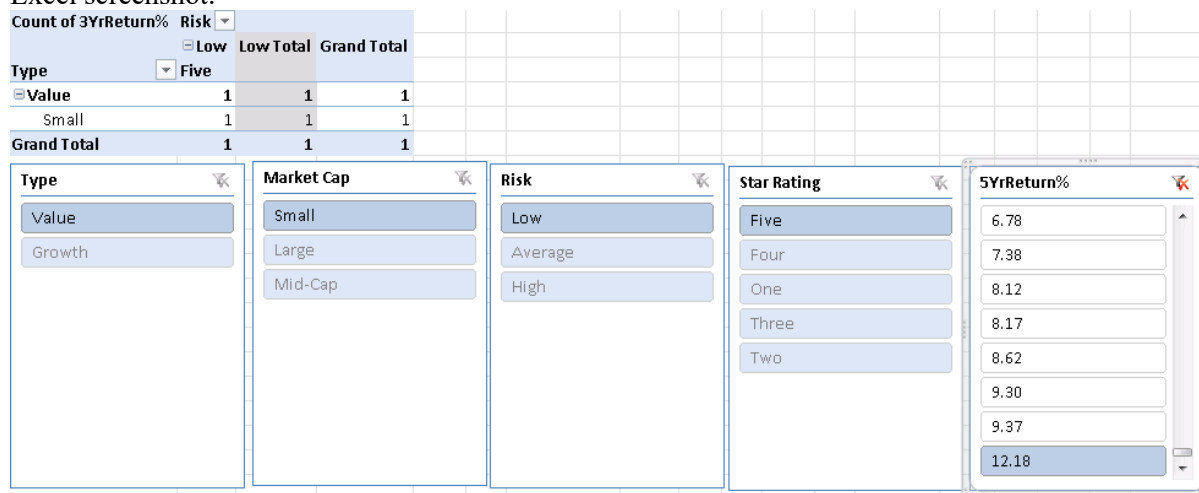 Excel screenshot:
Count of 3YrReturn% Risk
Low Low Total Grand Total
Type Five
Value 1 1 1
Small 1 1 1
Grand Total 1 1 1
Type
Value
Growth
Market Cap
Small
Large
Mid-Cap
Risk
Low
Average
High
Star Rating
Five
Four
One
Three
Two
5YrReturn%
6.78
7.38
8.12
8.17
8.62
9.30
9.37
12.18